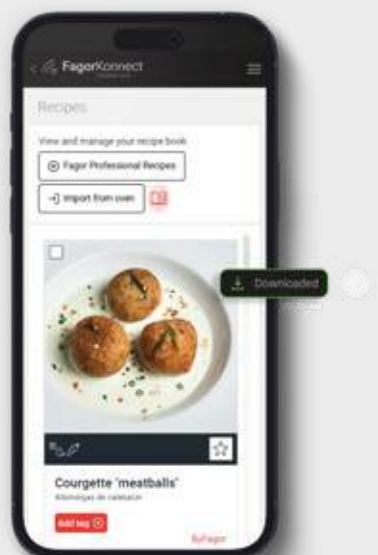 FagorKonnect
Recipes
View and manage your recipe book
Fagor Professional Recipes
Import from oven
Downloaded
Courgette 'meatballs'
Albóndigas de calabacín
Add tag
ByFagor